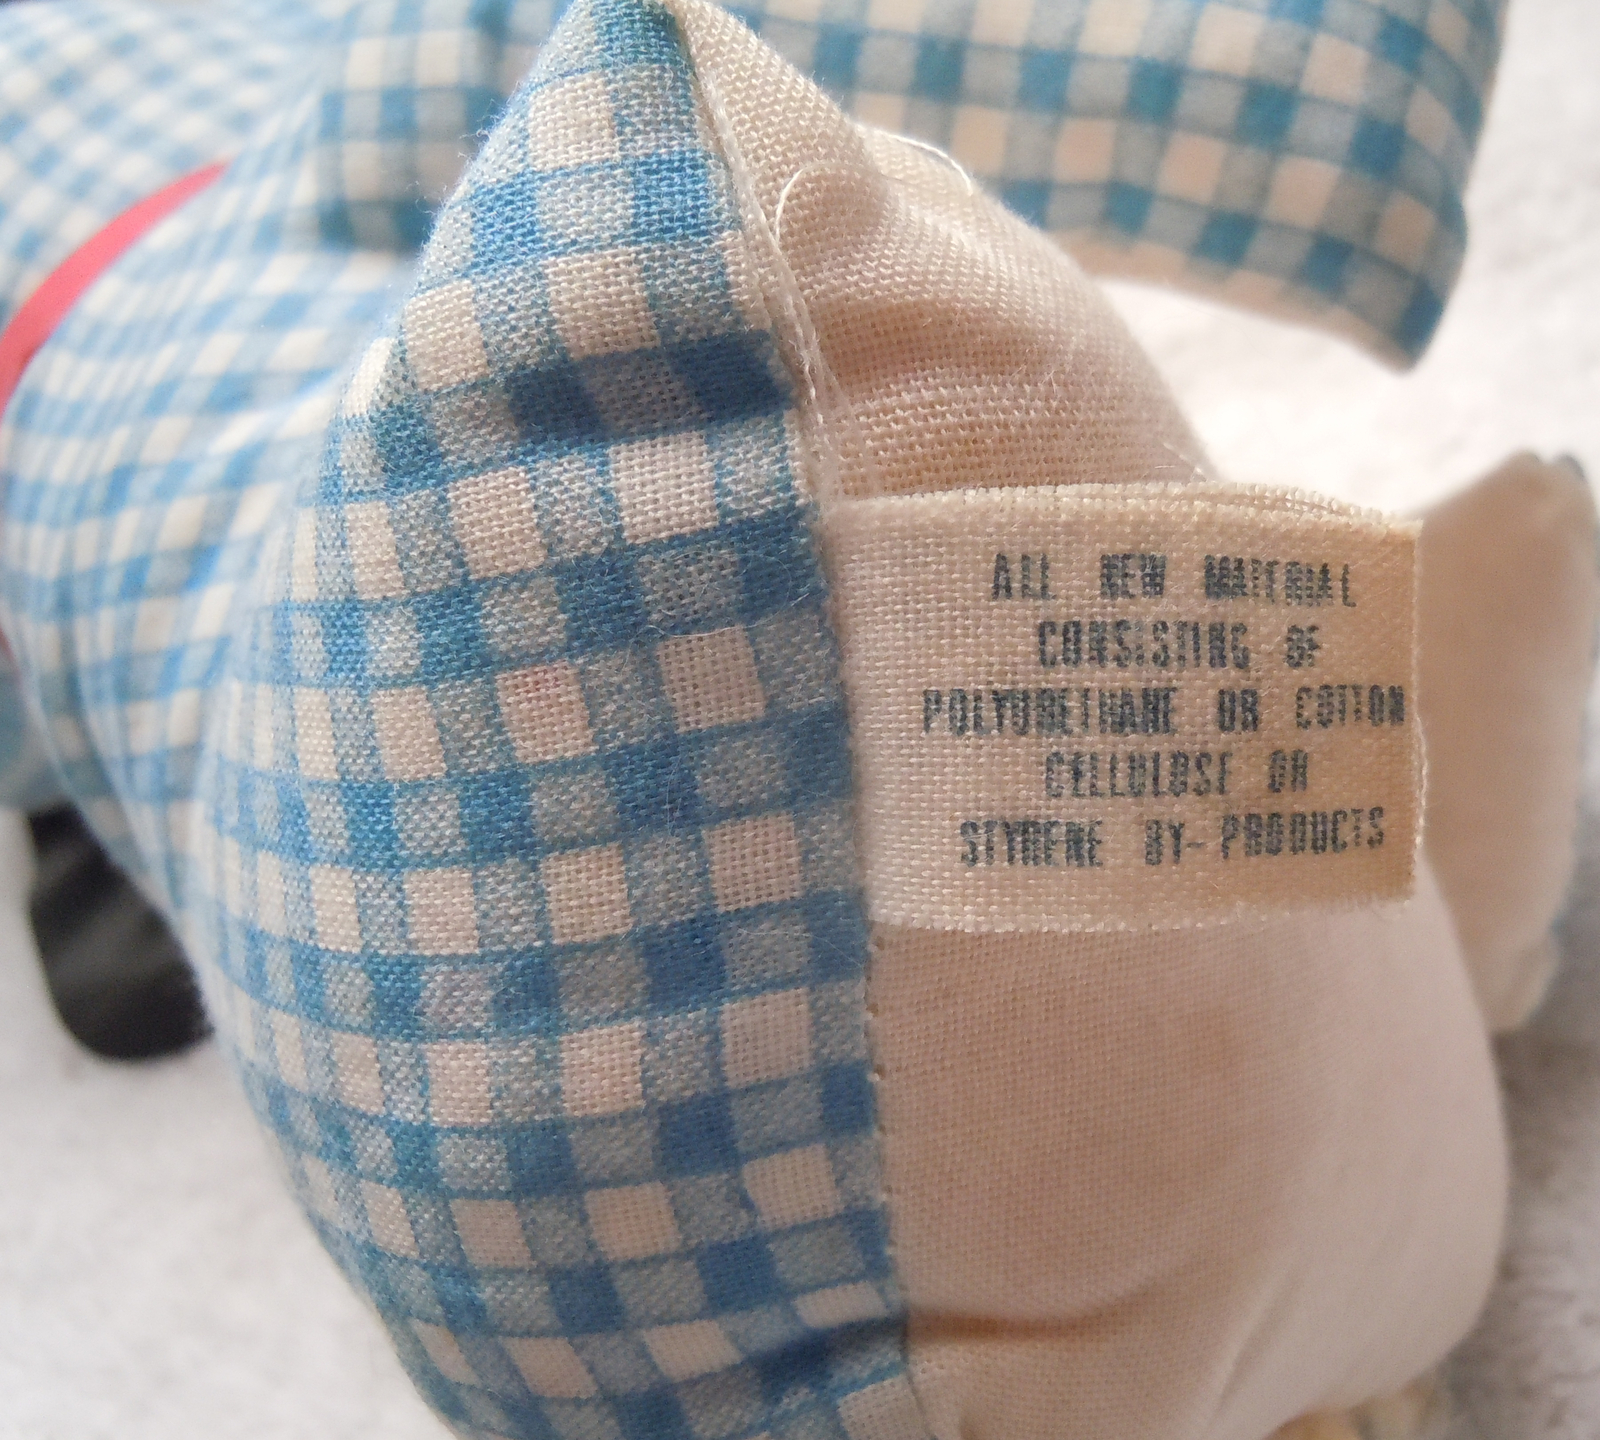 ALL NEW MATERIAL
CONSISTING OF
POLYURETHANE OR COTTON
CELLULOSE OR
STYRENE BY-PRODUCTS